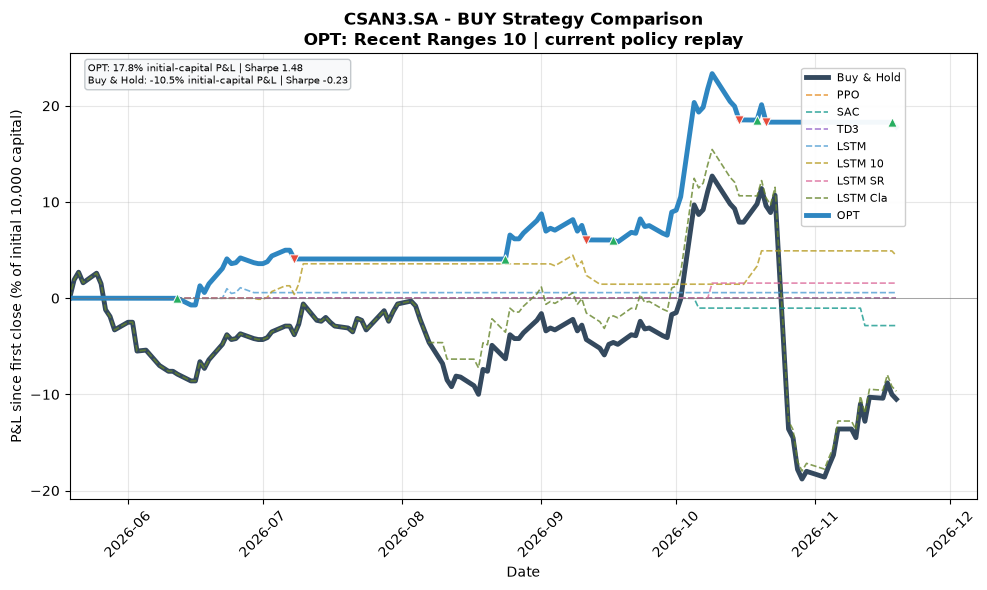 CSAN3.SA - BUY Strategy Comparison
OPT: Recent Ranges 10 | current policy replay
OPT: 17.8% initial-capital P&L | Sharpe 1.48
Buy & Hold: -10.5% initial-capital P&L | Sharpe -0.23
Buy & Hold
PPO
SAC
TD3
LSTM
LSTM 10
LSTM SR
LSTM Cla
OPT
P&L since first close (% of initial 10,000 capital)
20
10
0
−10
−20
2026-06
2026-07
2026-08
2026-09
2026-10
2026-11
2026-12
Date